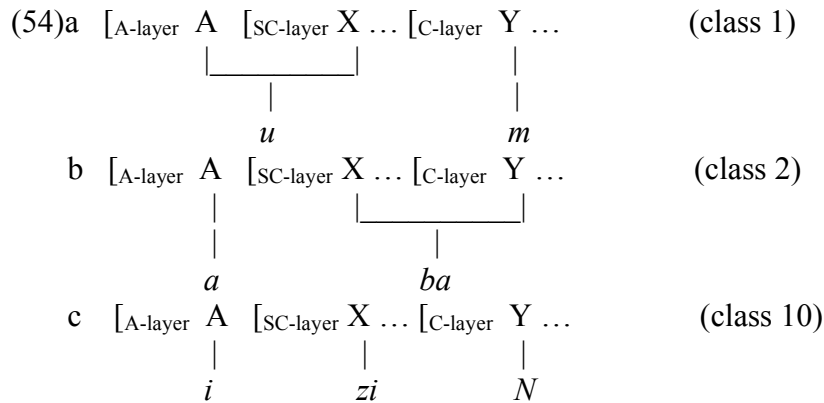 (54)a [A-layer A [SC-layer X … [C-layer Y … (class 1)
u m
b [A-layer A [SC-layer X … [C-layer Y … (class 2)
a ba
c [A-layer A [SC-layer X … [C-layer Y … (class 10)
i zi N